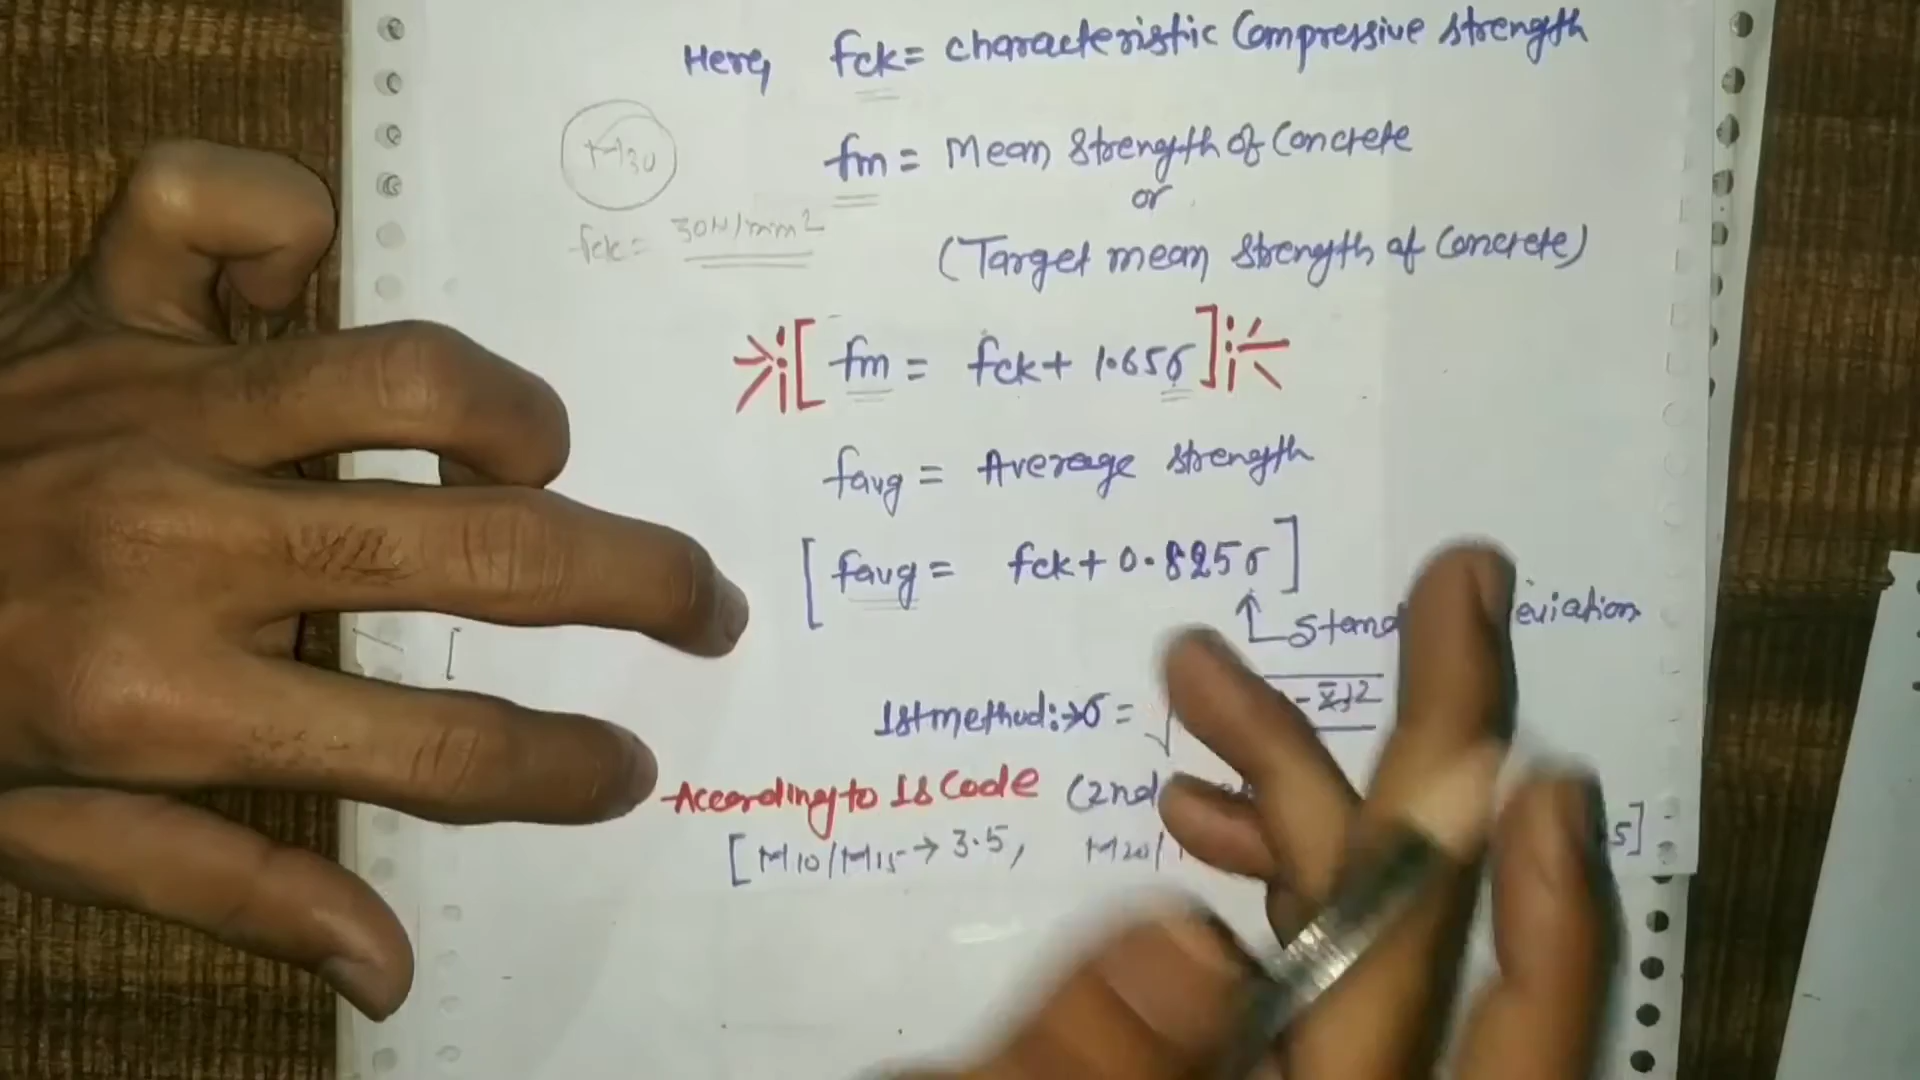 Here, fck = characteristic Compressive strength
M30
fm = Mean strength of Concrete
or
fck = 30N/mm²
(Target mean strength of Concrete)
[ fm = fck + 1.65σ ]
favg = Average strength
[ favg = fck + 0.825σ ]
1st method:→ σ = √ - x̄)²
According to IS Code (2nd
[ M10/M15 → 3.5, M20/ 5]